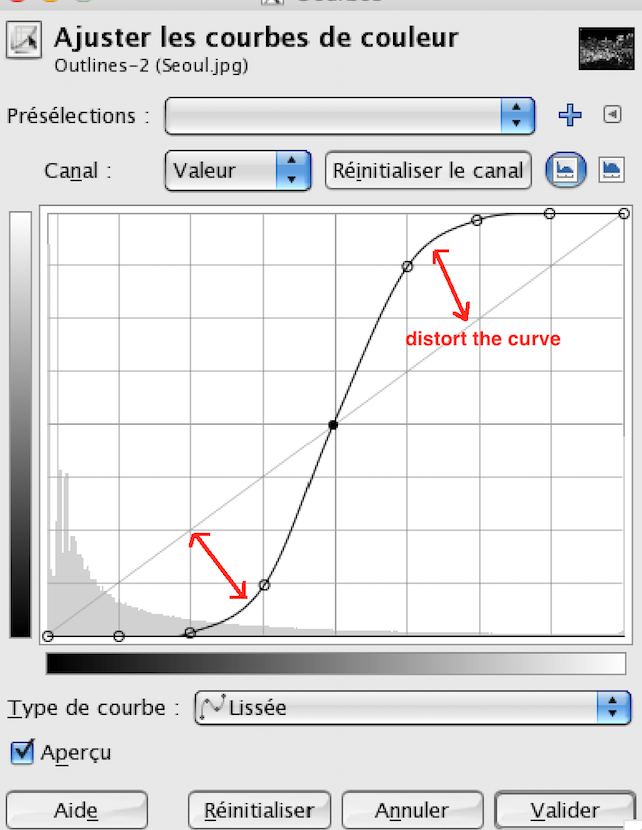 Ajuster les courbes de couleur
Outlines-2 (Seoul.jpg)
Présélections :
Canal : Valeur Réinitialiser le canal
distort the curve
Type de courbe : Lissée
Aperçu
Aide Réinitialiser Annuler Valider